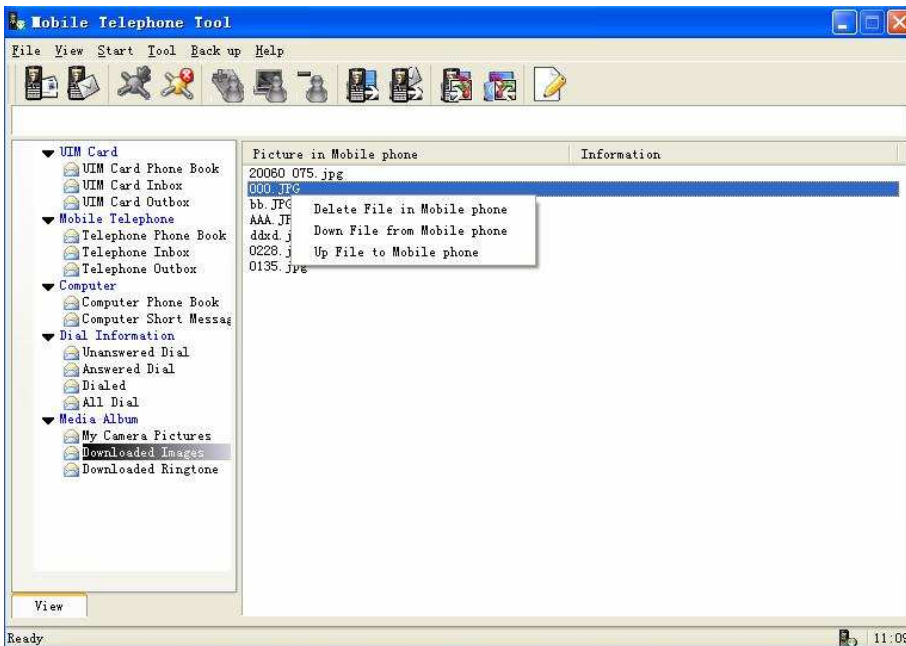 Mobile Telephone Tool
File View Start Tool Back up Help
UIM Card
UIM Card Phone Book
UIM Card Inbox
UIM Card Outbox
Mobile Telephone
Telephone Phone Book
Telephone Inbox
Telephone Outbox
Computer
Computer Phone Book
Computer Short Messag
Dial Information
Unanswered Dial
Answered Dial
Dialed
All Dial
Media Album
My Camera Pictures
Downloaded Images
Downloaded Ringtone
View
Picture in Mobile phone Information
20060 075.jpg
000.JPG
bb.JPG
AAA.JP
ddxd.j
0228.j
0135.jpg
Delete File in Mobile phone
Down File from Mobile phone
Up File to Mobile phone
Ready 11:09